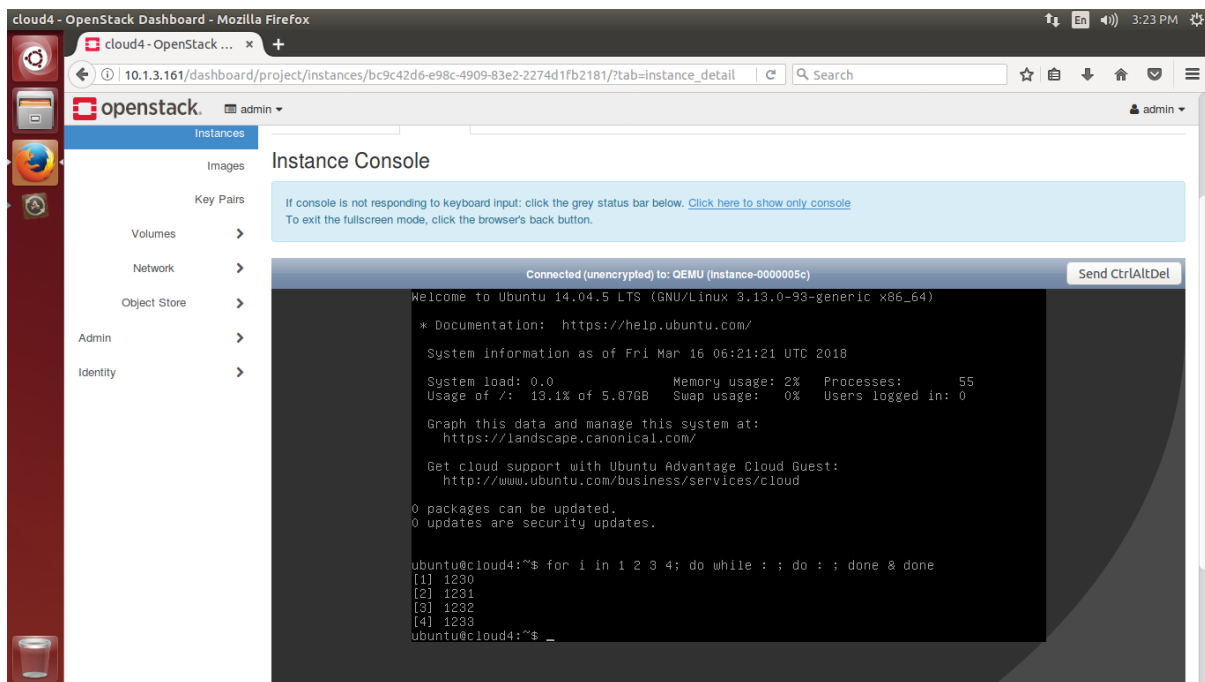 cloud4 - OpenStack Dashboard - Mozilla Firefox
En 3:23 PM
cloud4 - OpenStack ... × +
10.1.3.161/dashboard/project/instances/bc9c42d6-e98c-4909-83e2-2274d1fb2181/?tab=instance_detail Search
openstack. admin admin
Instances
Images
Key Pairs
Volumes
Network
Object Store
Admin
Identity
Instance Console
If console is not responding to keyboard input: click the grey status bar below. Click here to show only console
To exit the fullscreen mode, click the browser's back button.
Connected (unencrypted) to: QEMU (instance-0000005c) Send CtrlAltDel
Welcome to Ubuntu 14.04.5 LTS (GNU/Linux 3.13.0-93-generic x86_64)
* Documentation: https://help.ubuntu.com/
System information as of Fri Mar 16 06:21:21 UTC 2018
System load: 0.0 Memory usage: 2% Processes: 55
Usage of /: 13.1% of 5.87GB Swap usage: 0% Users logged in: 0
Graph this data and manage this system at:
https://landscape.canonical.com/
Get cloud support with Ubuntu Advantage Cloud Guest:
http://www.ubuntu.com/business/services/cloud
0 packages can be updated.
0 updates are security updates.
ubuntu@cloud4:~$ for i in 1 2 3 4; do while : ; do : ; done & done
[1] 1230
[2] 1231
[3] 1232
[4] 1233
ubuntu@cloud4:~$ _